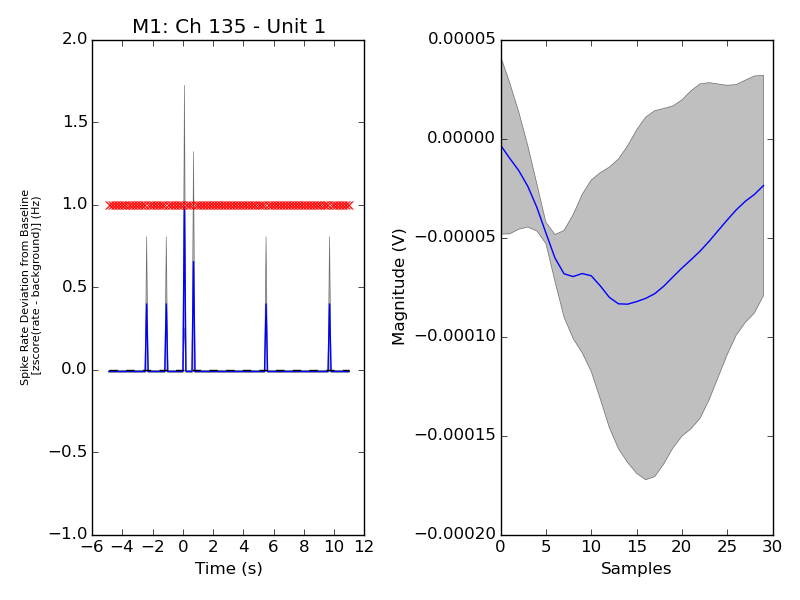 M1: Ch 135 - Unit 1
2.0
1.5
1.0
0.5
0.0
−0.5
−1.0
−6 −4 −2 0 2 4 6 8 10 12
Time (s)
Spike Rate Deviation from Baseline
[zscore(rate - background)] (Hz)
0.00005
0.00000
−0.00005
−0.00010
−0.00015
−0.00020
0 5 10 15 20 25 30
Samples
Magnitude (V)